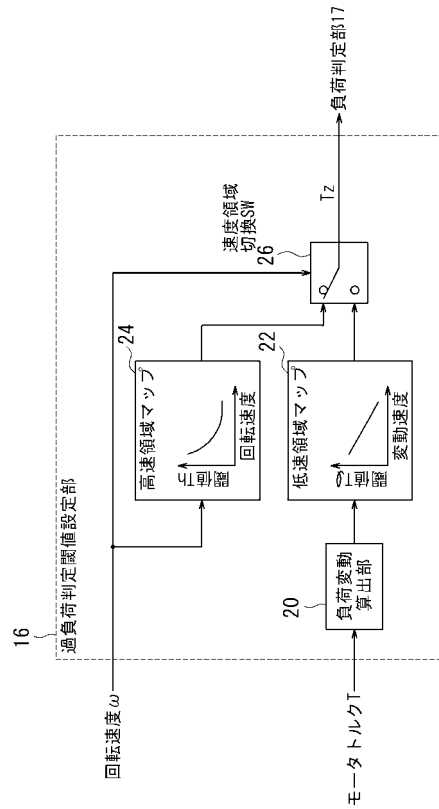 16
過負荷判定閾値設定部
回転速度ω
24
高速領域マップ
閾値Th
回転速度
速度領域
切換SW
26
Tz
負荷判定部17
22
低速領域マップ
閾値Tℓ
変動速度
20
負荷変動
算出部
モータトルクT